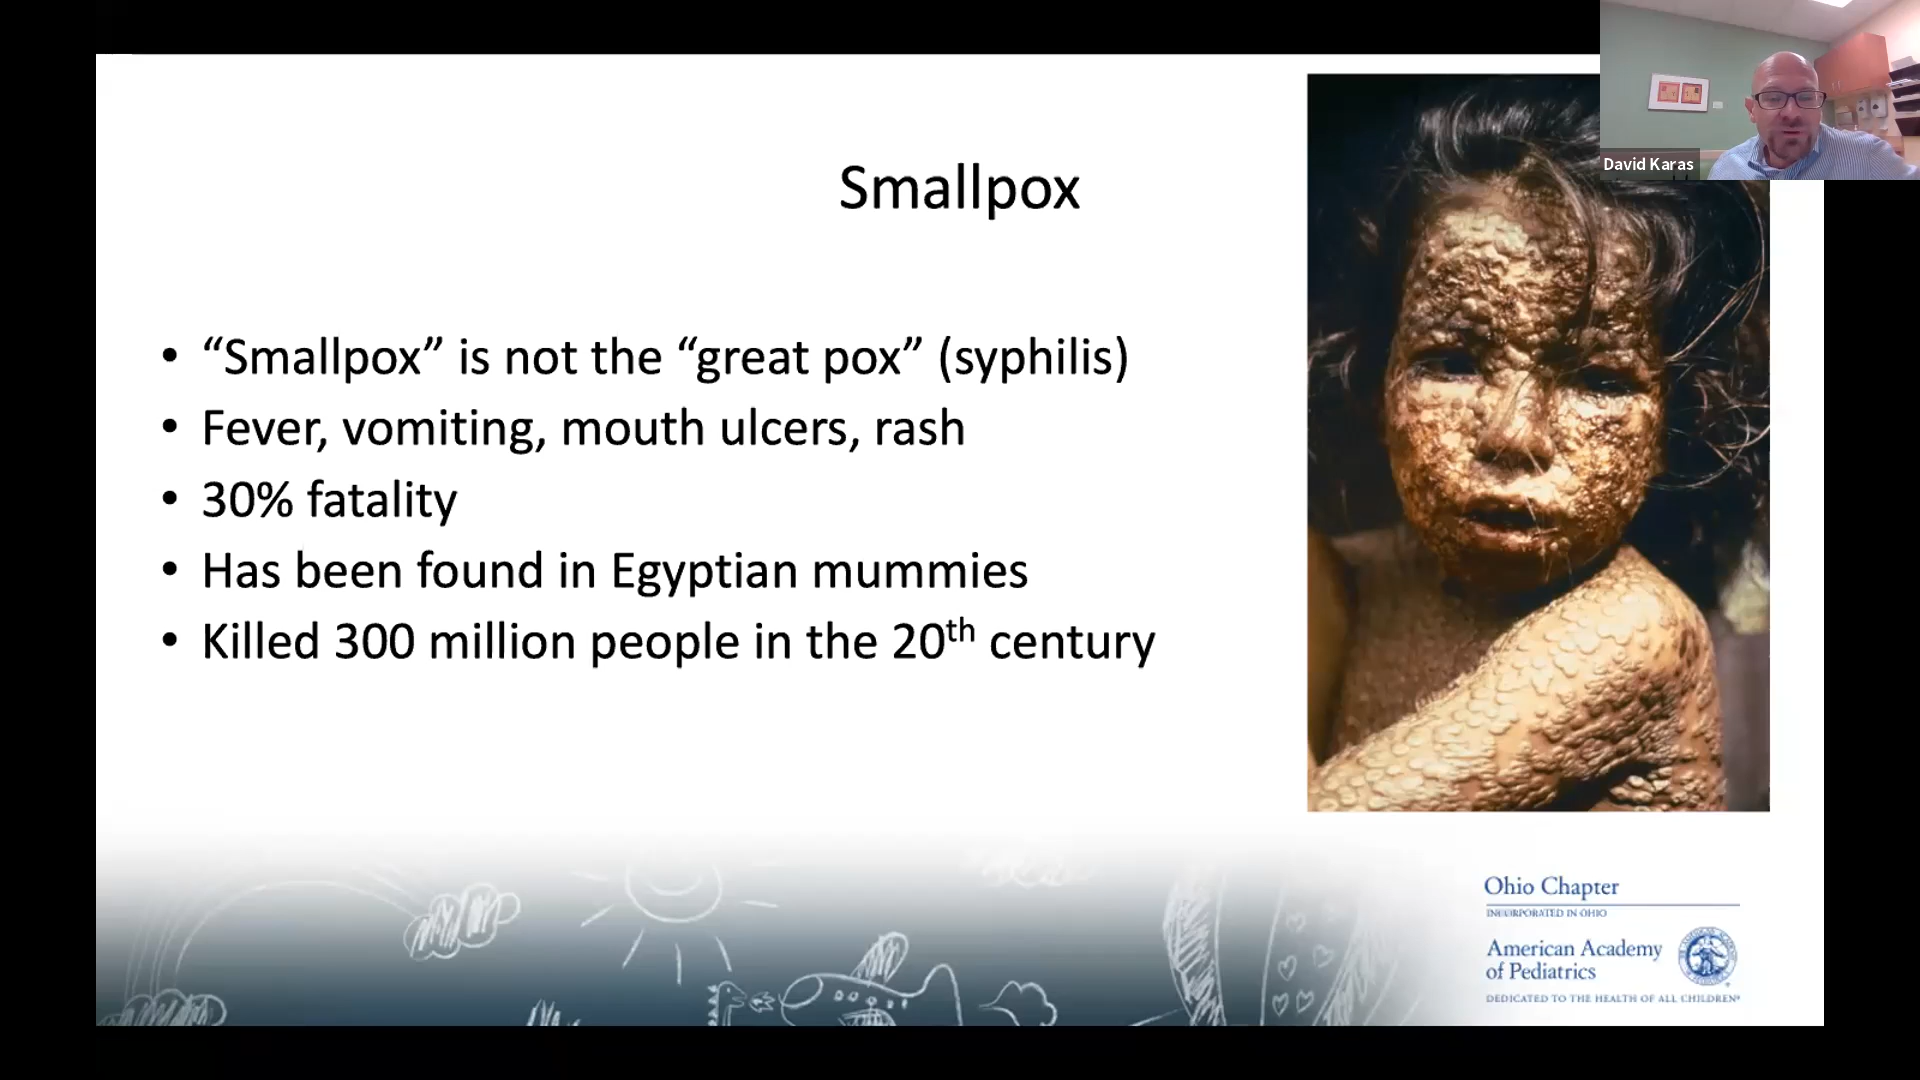 David Karas
Smallpox
• “Smallpox” is not the “great pox” (syphilis)
• Fever, vomiting, mouth ulcers, rash
• 30% fatality
• Has been found in Egyptian mummies
• Killed 300 million people in the 20th century
Ohio Chapter
INCORPORATED IN OHIO
American Academy
of Pediatrics
DEDICATED TO THE HEALTH OF ALL CHILDREN®